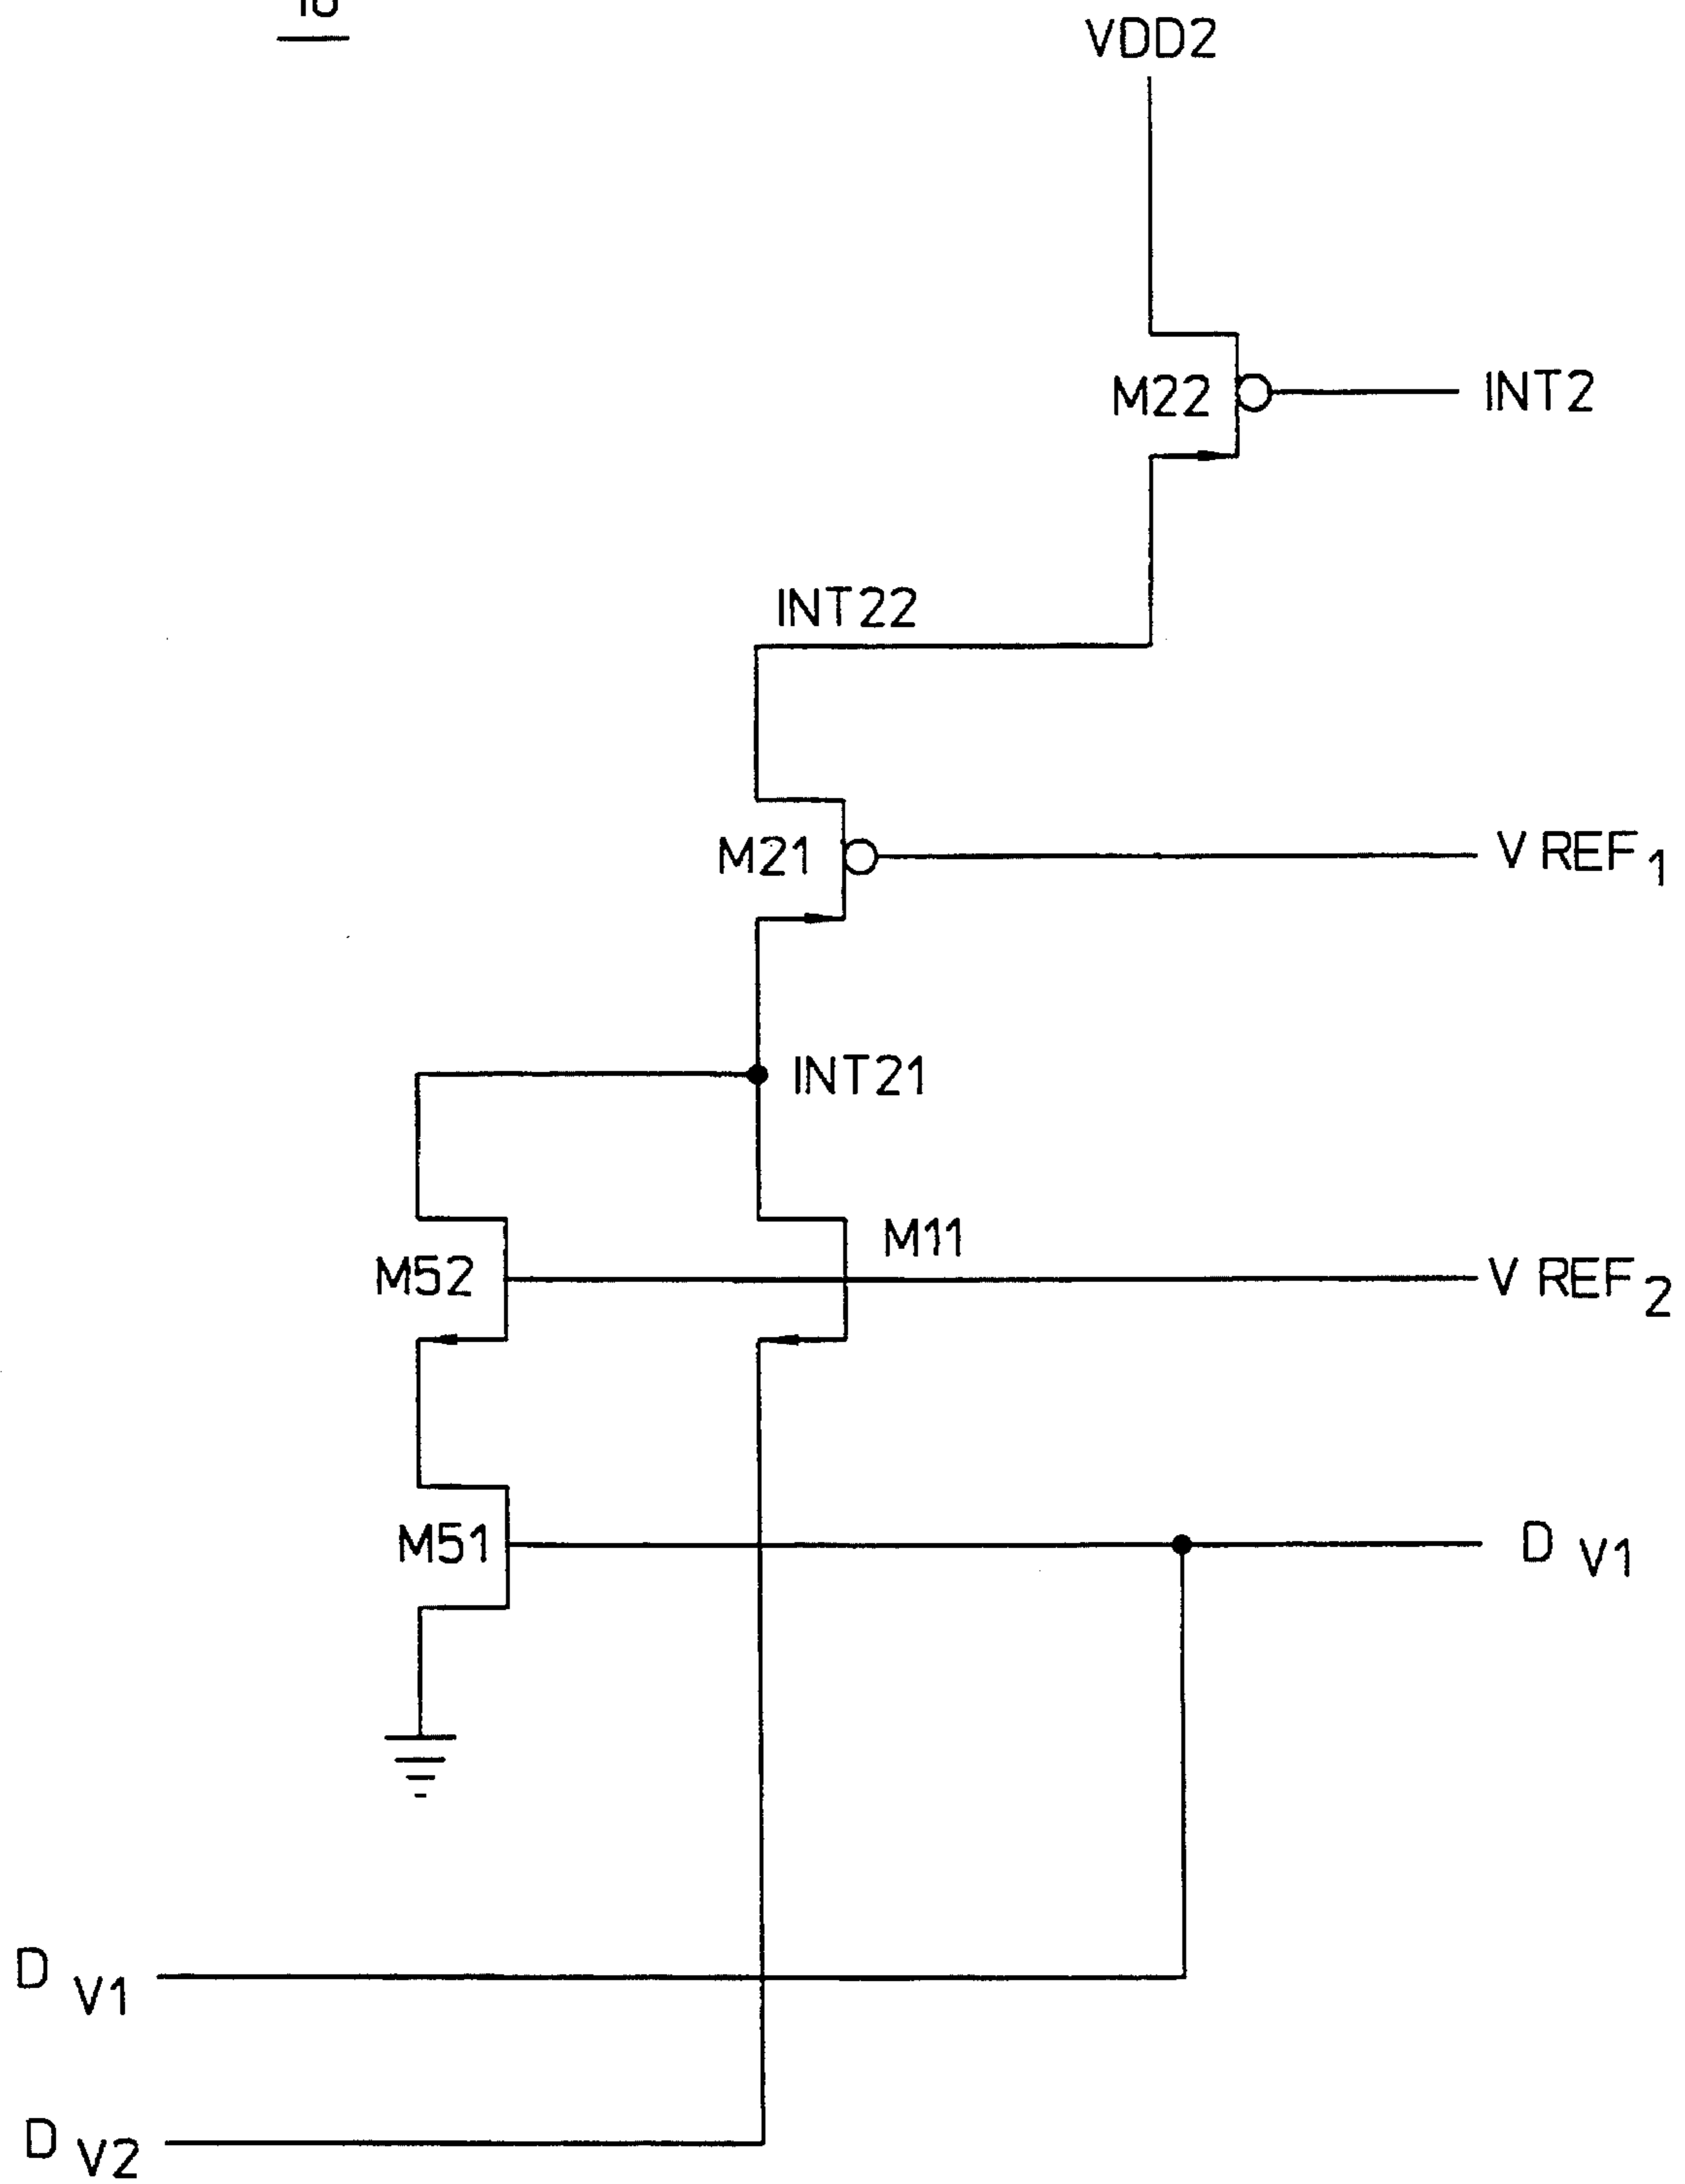 VDD2
M22
INT2
INT22
M21
V REF1
INT21
M11
M52
V REF2
M51
D V1
D V1
D V2